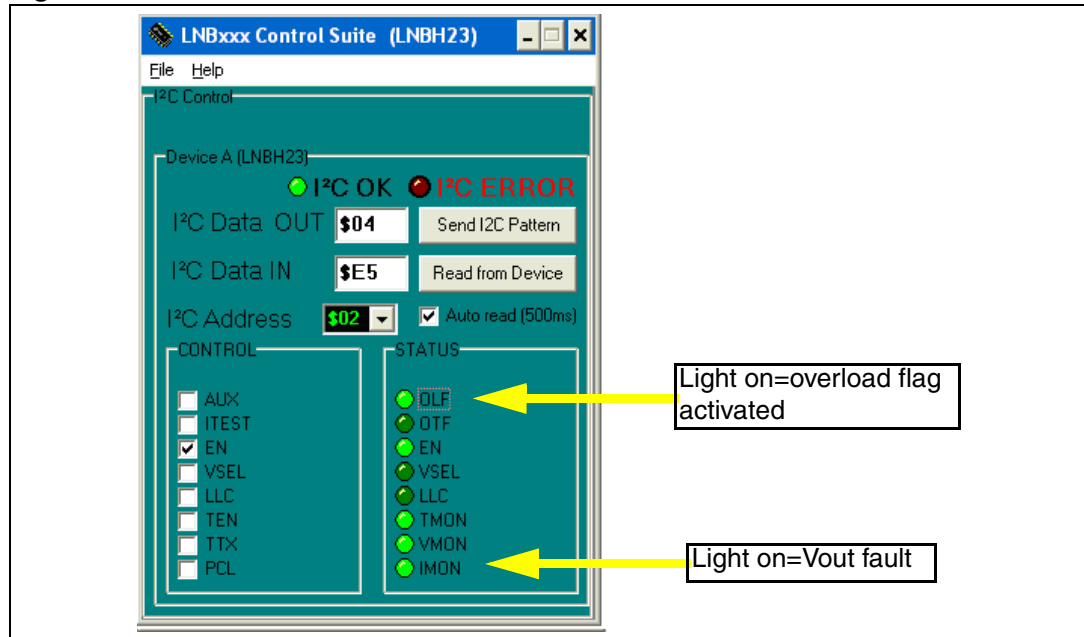 LNBxxx Control Suite (LNBH23)
File Help
I²C Control
Device A (LNBH23)
I²C OK I²C ERROR
I²C Data OUT $04 Send I2C Pattern
I²C Data IN $E5 Read from Device
I²C Address $02 Auto read (500ms)
CONTROL
AUX
ITEST
EN
VSEL
LLC
TEN
TTX
PCL
STATUS
OLF
OTF
EN
VSEL
LLC
TMON
VMON
IMON
Light on=overload flag
activated
Light on=Vout fault